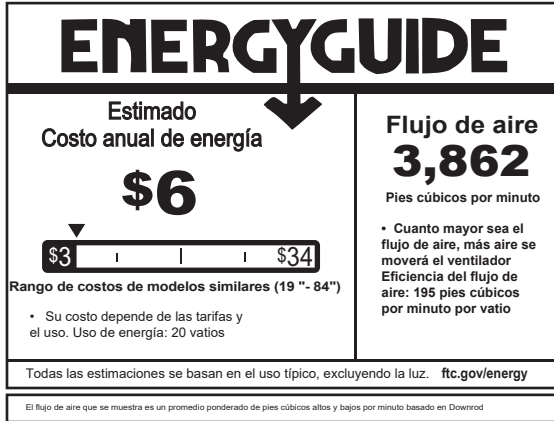 ENERGYGUIDE
Estimado
Costo anual de energía
$6
$3
$34
Rango de costos de modelos similares (19 "- 84")
• Su costo depende de las tarifas y
el uso. Uso de energía: 20 vatios
Flujo de aire
3,862
Pies cúbicos por minuto
• Cuanto mayor sea el
flujo de aire, más aire se
moverá el ventilador
Eficiencia del flujo de
aire: 195 pies cúbicos
por minuto por vatio
Todas las estimaciones se basan en el uso típico, excluyendo la luz. ftc.gov/energy
El flujo de aire que se muestra es un promedio ponderado de pies cúbicos altos y bajos por minuto basado en Downrod